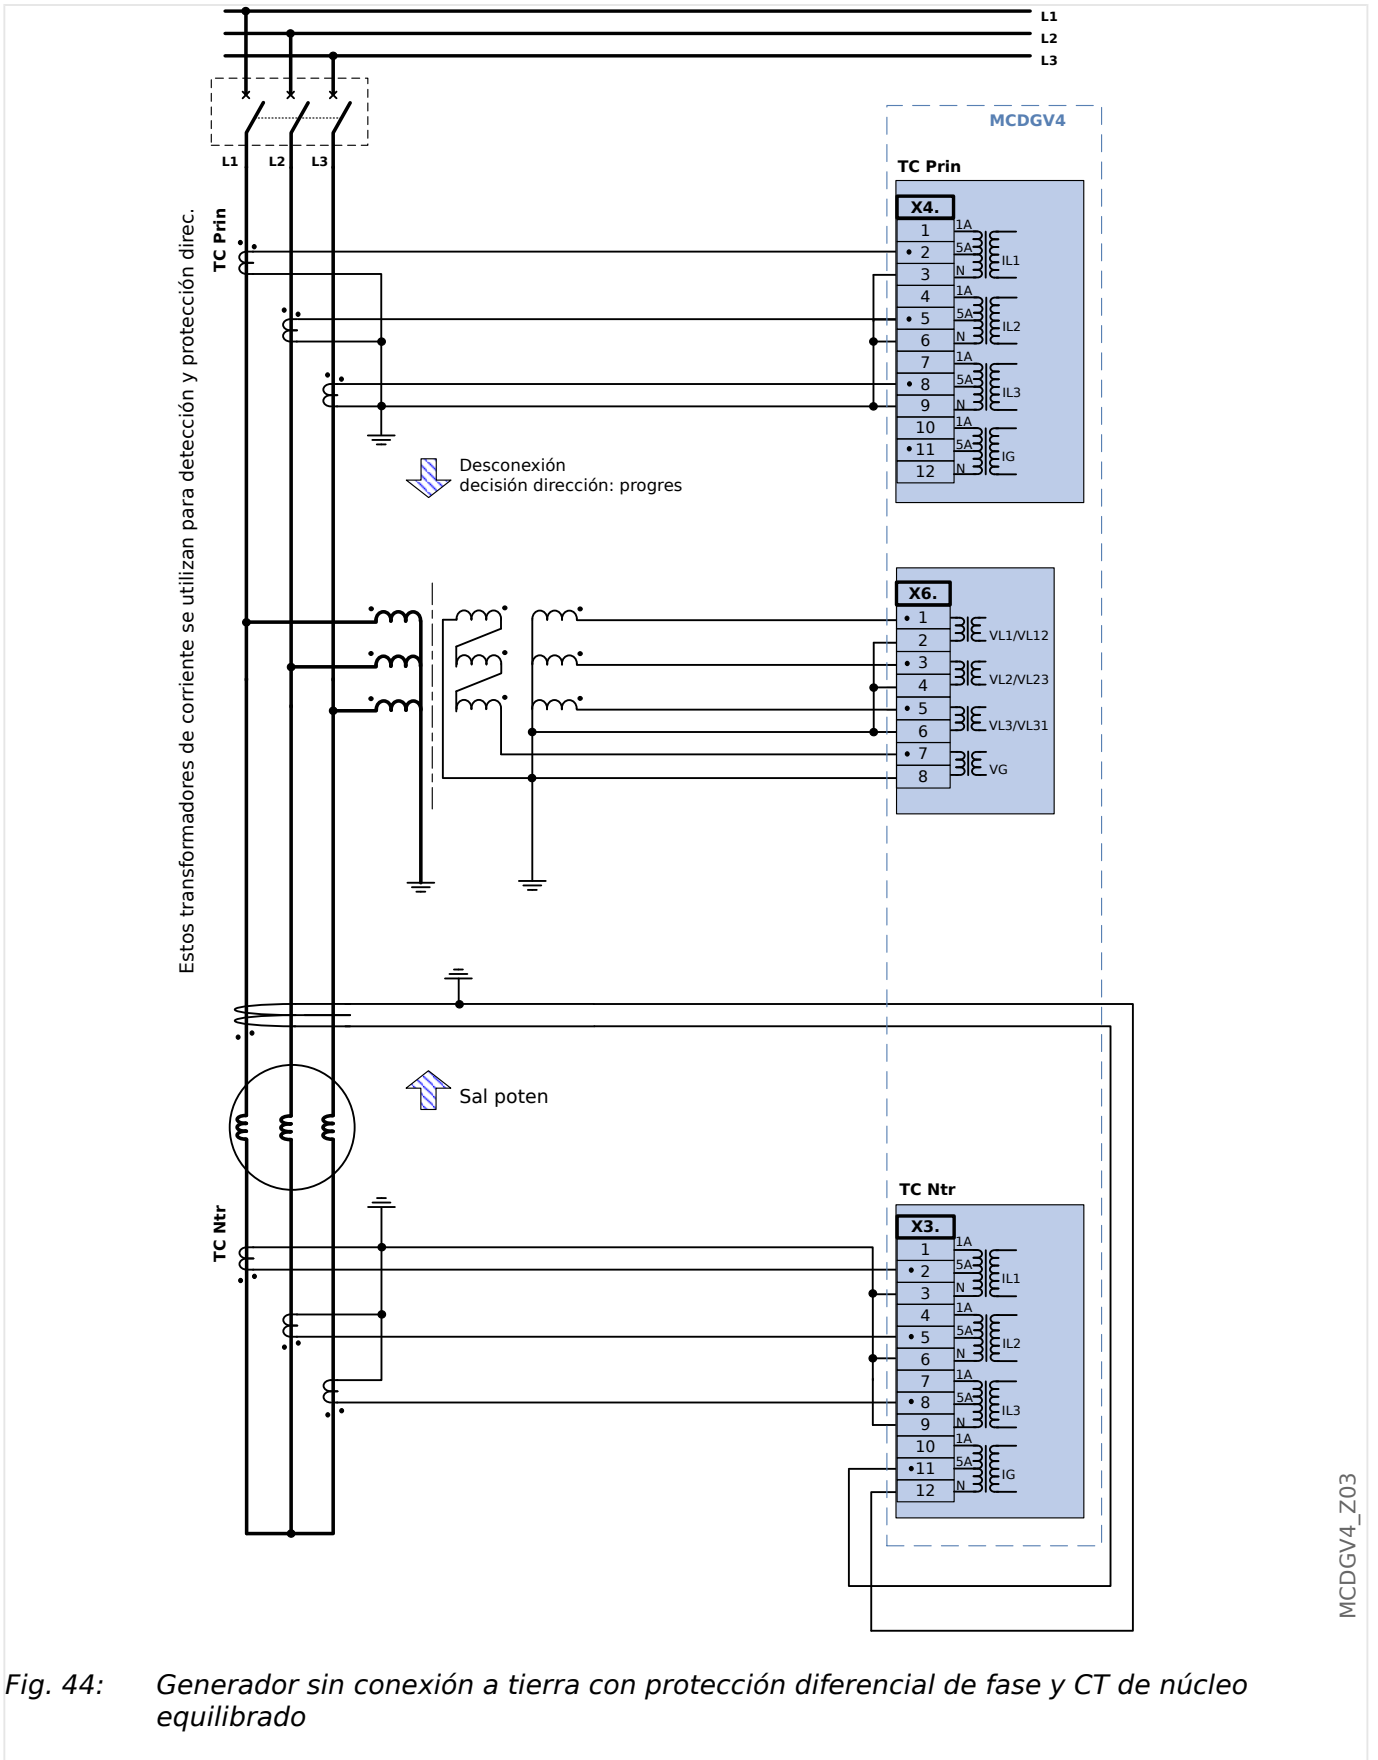 L1
L2
L3
L1 L2 L3
TC Prin
Estos transformadores de corriente se utilizan para detección y protección direc.
MCDGV4
TC Prin
X4.
1 1A
2 5A IL1
3 N
4 1A
5 5A IL2
6 N
7 1A
8 5A IL3
9 N
10 1A
11 5A IG
12 N
Desconexión
decisión dirección: progres
X6.
1
2 VL1/VL12
3
4 VL2/VL23
5
6 VL3/VL31
7
8 VG
Sal poten
TC Ntr
TC Ntr
X3.
1 1A
2 5A IL1
3 N
4 1A
5 5A IL2
6 N
7 1A
8 5A IL3
9 N
10 1A
11 5A IG
12 N
MCDGV4_Z03
Fig. 44: Generador sin conexión a tierra con protección diferencial de fase y CT de núcleo
equilibrado